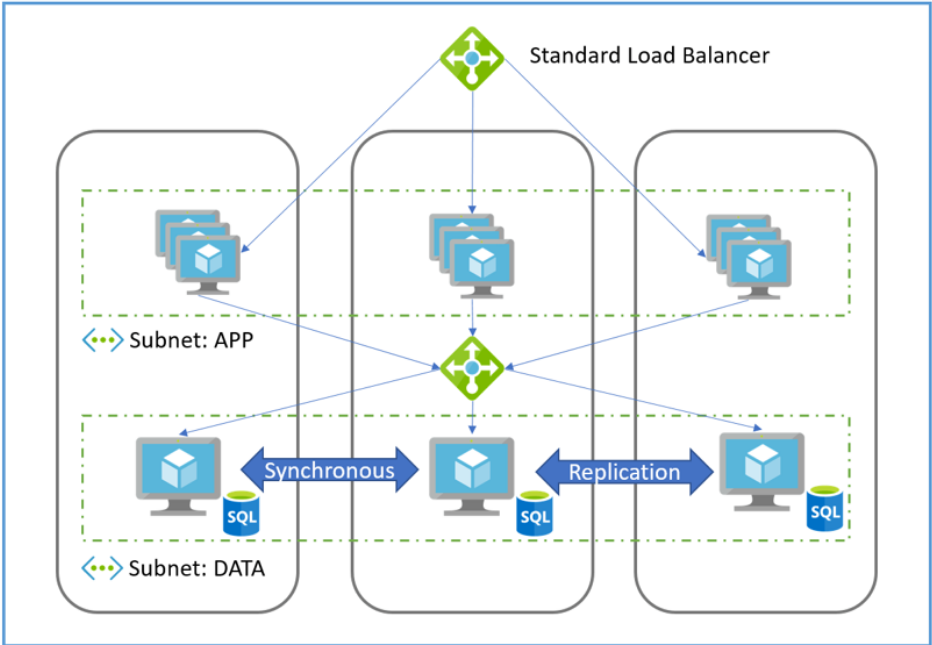 Standard Load Balancer
Subnet: APP
Synchronous
Replication
SQL
SQL
SQL
Subnet: DATA